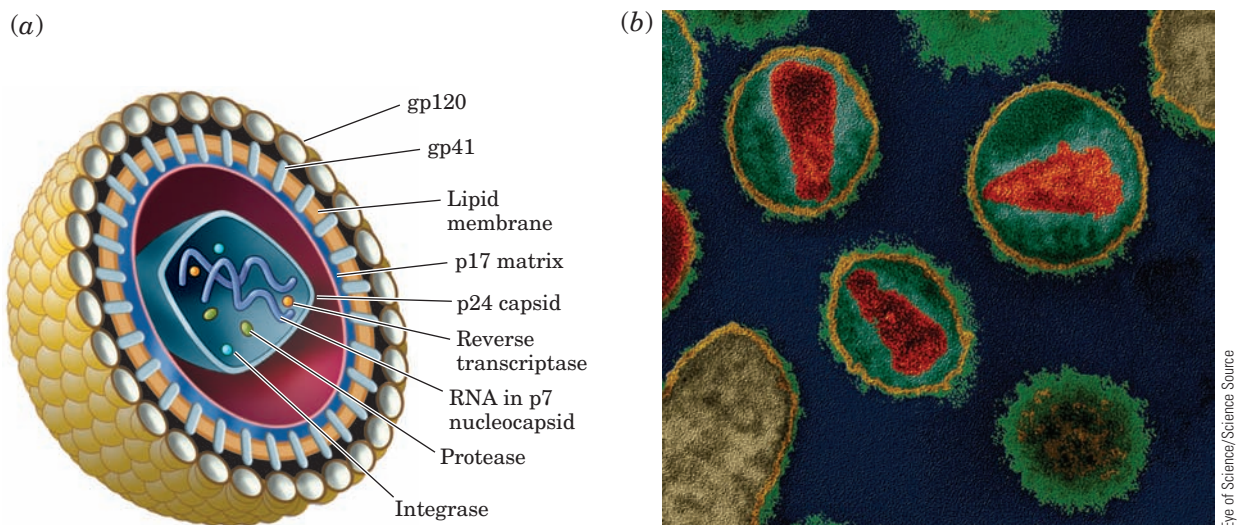 (a)
gp120
gp41
Lipid
membrane
p17 matrix
p24 capsid
Reverse
transcriptase
RNA in p7
nucleocapsid
Protease
Integrase
(b)
Eye of Science/Science Source